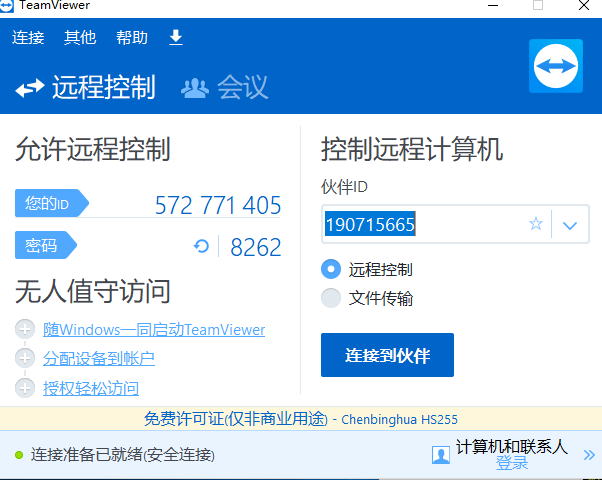 TeamViewer
连接 其他 帮助
远程控制 会议
允许远程控制
您的ID 572 771 405
密码 8262
无人值守访问
随Windows一同启动TeamViewer
分配设备到帐户
授权轻松访问
控制远程计算机
伙伴ID
190715665
远程控制
文件传输
连接到伙伴
免费许可证(仅非商业用途) - Chenbinghua HS255
连接准备已就绪(安全连接)
计算机和联系人
登录